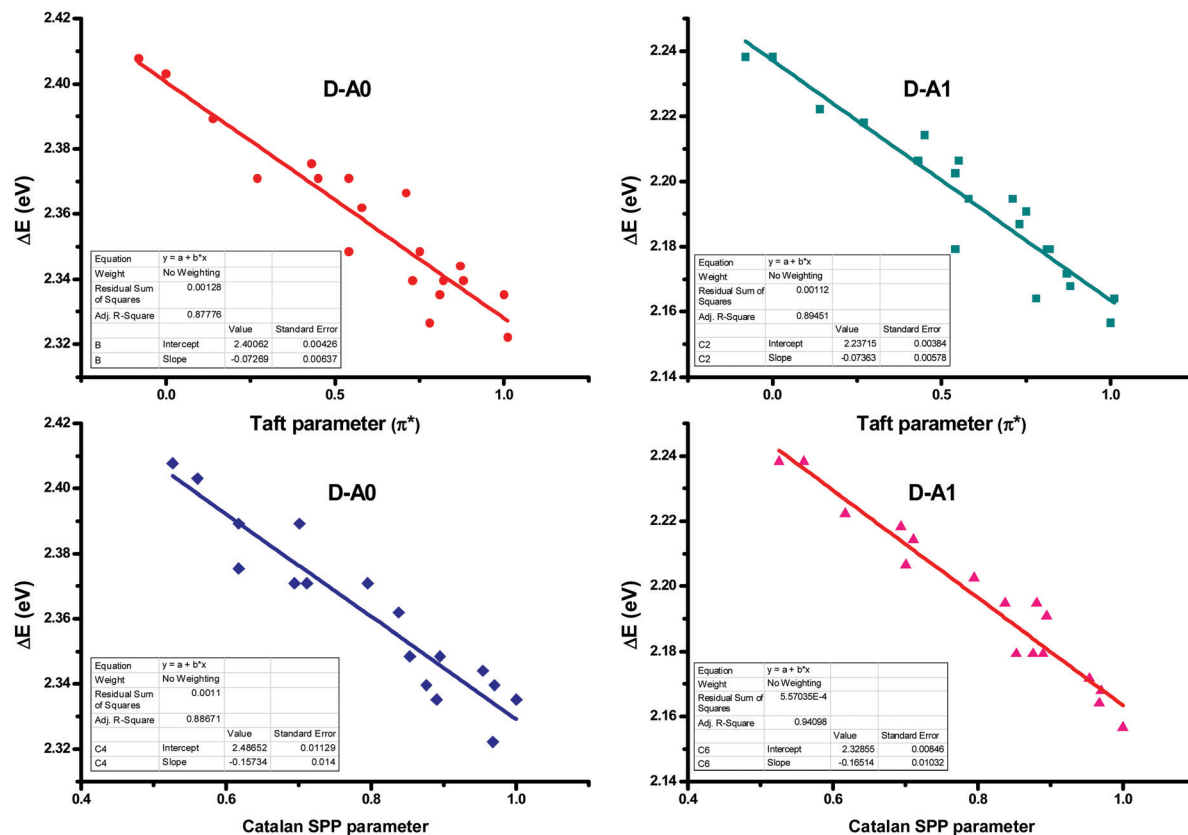 2.42
2.40
2.38
2.36
2.34
2.32
ΔE (eV)
D-A0
Equation y = a + b*x
Weight No Weighting
Residual Sum of Squares 0.00128
Adj. R-Square 0.87776
Value Standard Error
B Intercept 2.40062 0.00426
B Slope -0.07269 0.00637
0.0 0.5 1.0
Taft parameter (π*)
2.24
2.22
2.20
2.18
2.16
2.14
ΔE (eV)
D-A1
Equation y = a + b*x
Weight No Weighting
Residual Sum of Squares 0.00112
Adj. R-Square 0.89451
Value Standard Error
C2 Intercept 2.23715 0.00384
C2 Slope -0.07363 0.00578
0.0 0.5 1.0
Taft parameter (π*)
2.42
2.40
2.38
2.36
2.34
2.32
ΔE (eV)
D-A0
Equation y = a + b*x
Weight No Weighting
Residual Sum of Squares 0.0011
Adj. R-Square 0.88671
Value Standard Error
C4 Intercept 2.48652 0.01129
C4 Slope -0.15734 0.014
0.4 0.6 0.8 1.0
Catalan SPP parameter
2.24
2.22
2.20
2.18
2.16
2.14
ΔE (eV)
D-A1
Equation y = a + b*x
Weight No Weighting
Residual Sum of Squares 5.57035E-4
Adj. R-Square 0.94098
Value Standard Error
C6 Intercept 2.32855 0.00846
C6 Slope -0.16514 0.01032
0.4 0.6 0.8 1.0
Catalan SPP parameter